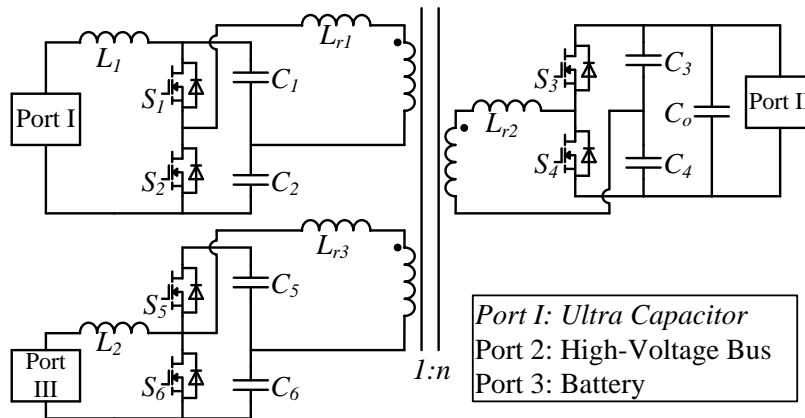 L1
Lr1
Port I
S1
C1
S2
C2
Lr2
S3
C3
Co
Port II
S4
C4
Lr3
S5
C5
L2
Port
III
S6
C6
1:n
Port I: Ultra Capacitor
Port 2: High-Voltage Bus
Port 3: Battery